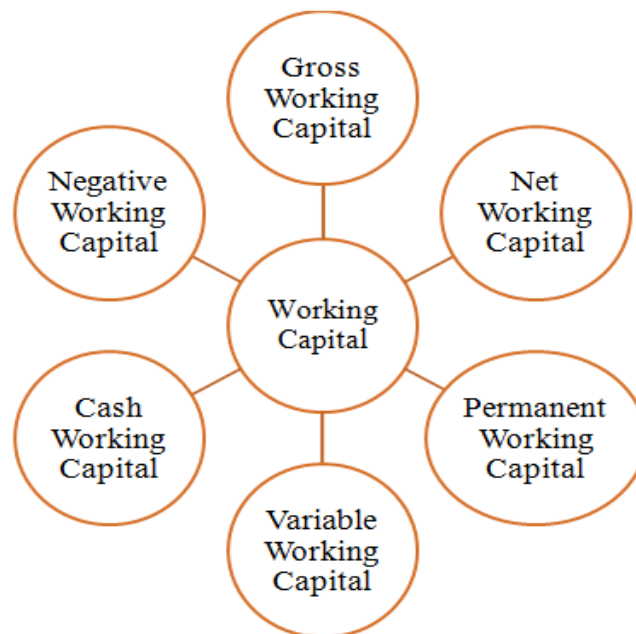 Gross
Working
Capital
Net
Working
Capital
Permanent
Working
Capital
Variable
Working
Capital
Cash
Working
Capital
Negative
Working
Capital
Working
Capital